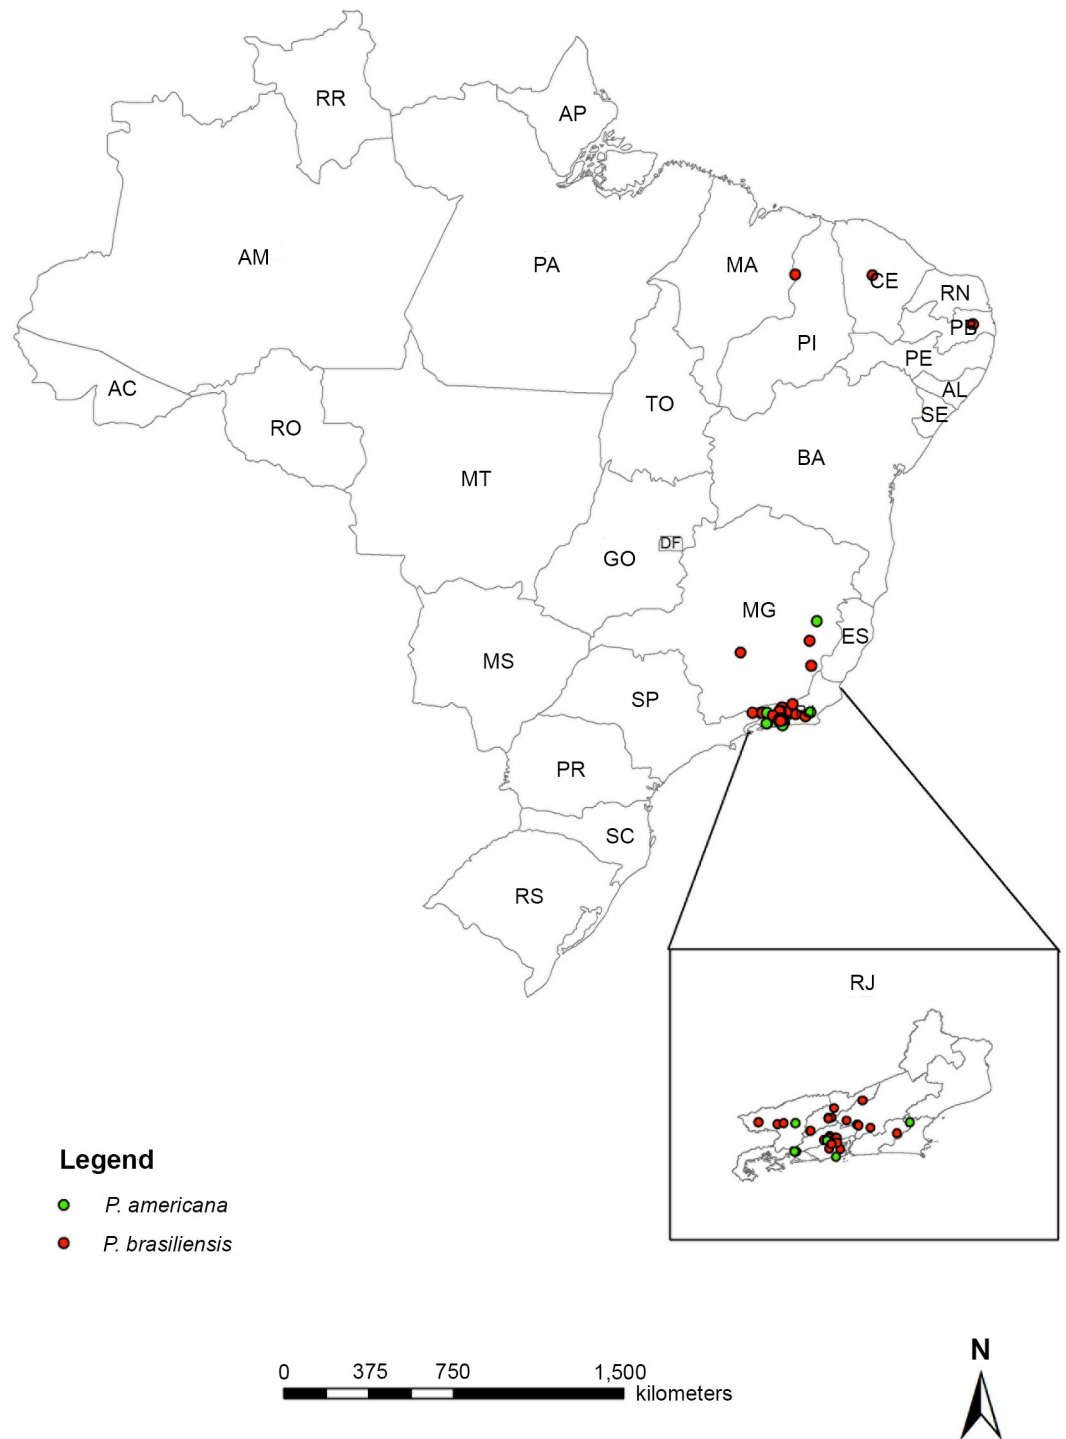 RR
AP
AM
PA
MA
CE
RN
PB
PI
PE
AC
TO
AL
RO
SE
BA
MT
DF
GO
MG
ES
MS
SP
PR
SC
RS
RJ
Legend
P. americana
P. brasiliensis
N
0 375 750 1,500
kilometers